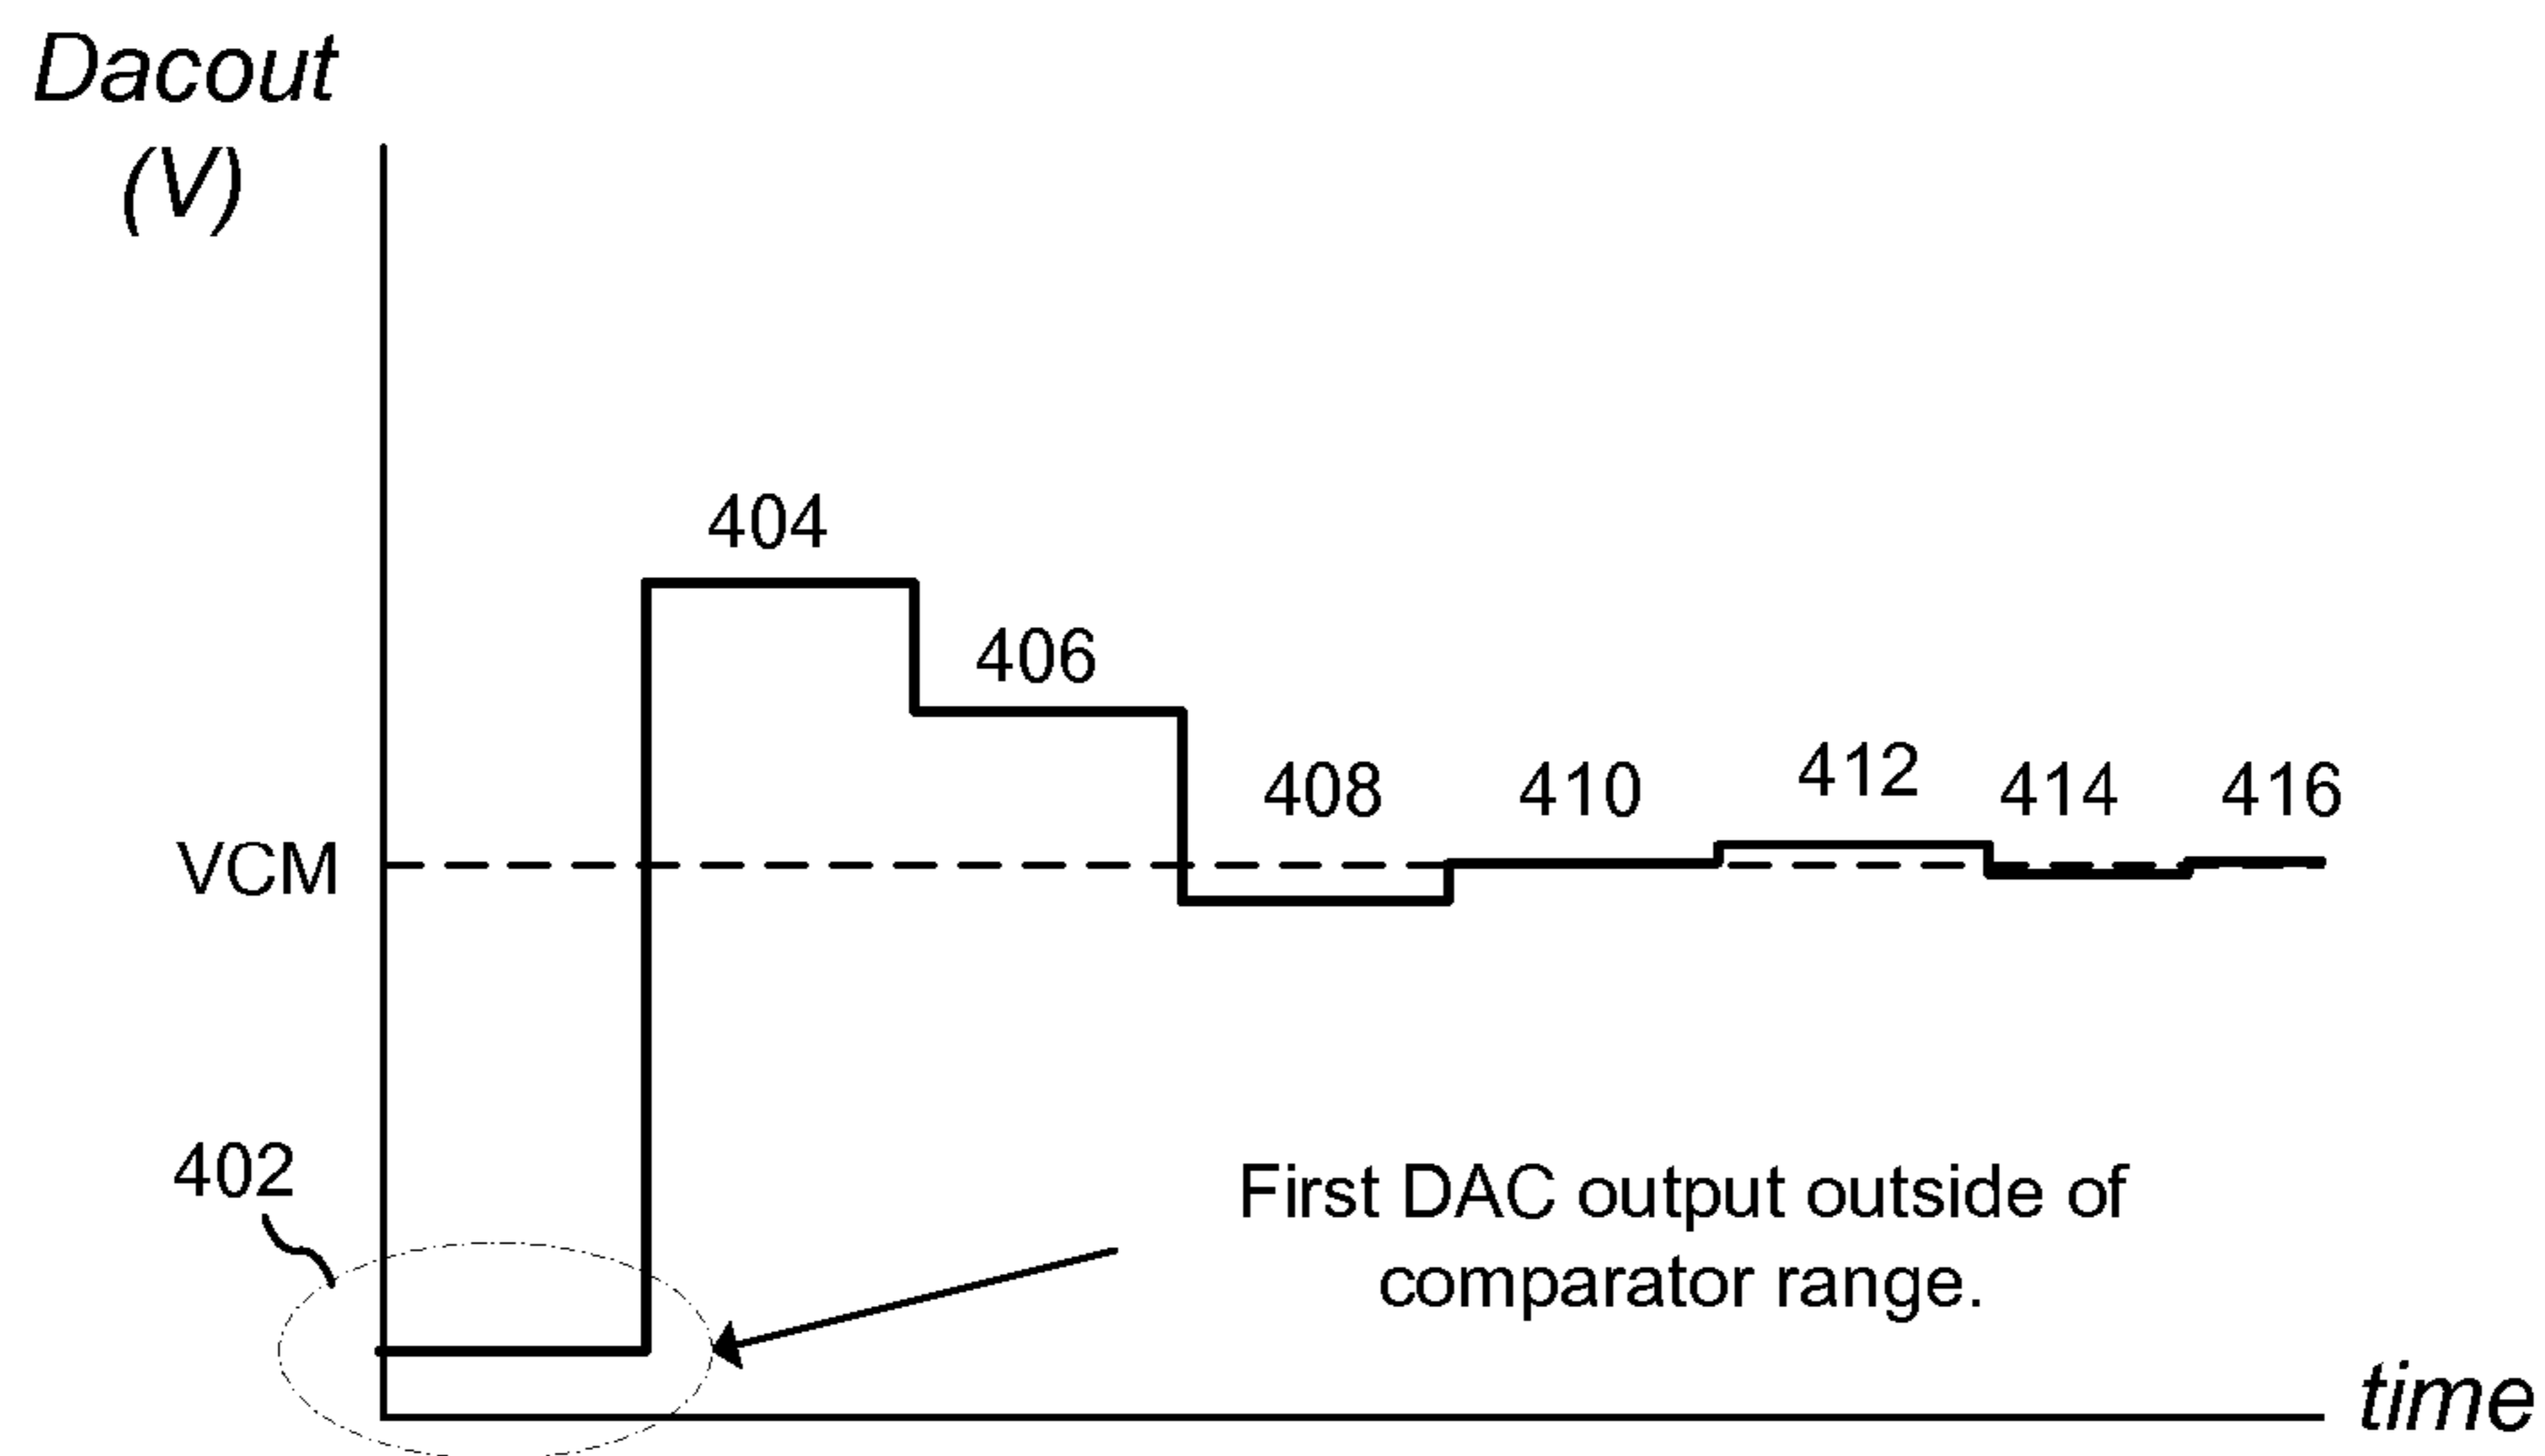 Dacout
(V)
404
406
408
410
412
414
416
VCM
402
First DAC output outside of
comparator range.
time